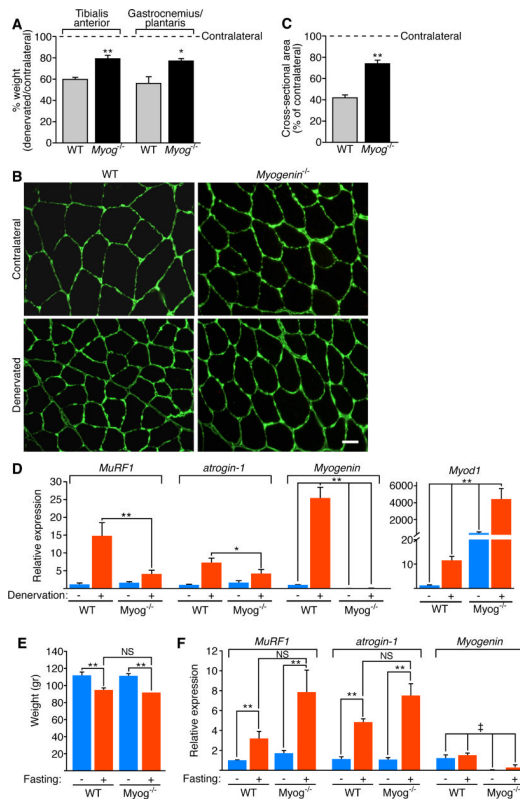 A
Tibialis anterior
Gastrocnemius/ plantaris
Contralateral
% weight
(denervated/contralateral)
100
80
60
40
20
0
**
*
WT Myog-/- WT Myog-/-
C
Contralateral
Cross-sectional area
(% of contralateral)
100
80
60
40
20
0
**
WT Myog-/-
B
WT
Myogenin-/-
Contralateral
Denervated
D
MuRF1 atrogin-1 Myogenin Myod1
Relative expression
35
25
20
15
10
5
0
** * ** **
6000
4000
2000
20
10
0
Denervation: - + - + - + - + - + - + - + - +
WT Myog-/- WT Myog-/- WT Myog-/- WT Myog-/-
E
Weight (gr)
140
120
100
80
60
40
20
0
NS
** **
Fasting: - + - +
WT Myog-/-
F
MuRF1 atrogin-1 Myogenin
Relative expression
12
10
8
6
4
2
0
NS NS
** ** ** ** ‡
Fasting: - + - + - + - + - + - +
WT Myog-/- WT Myog-/- WT Myog-/-